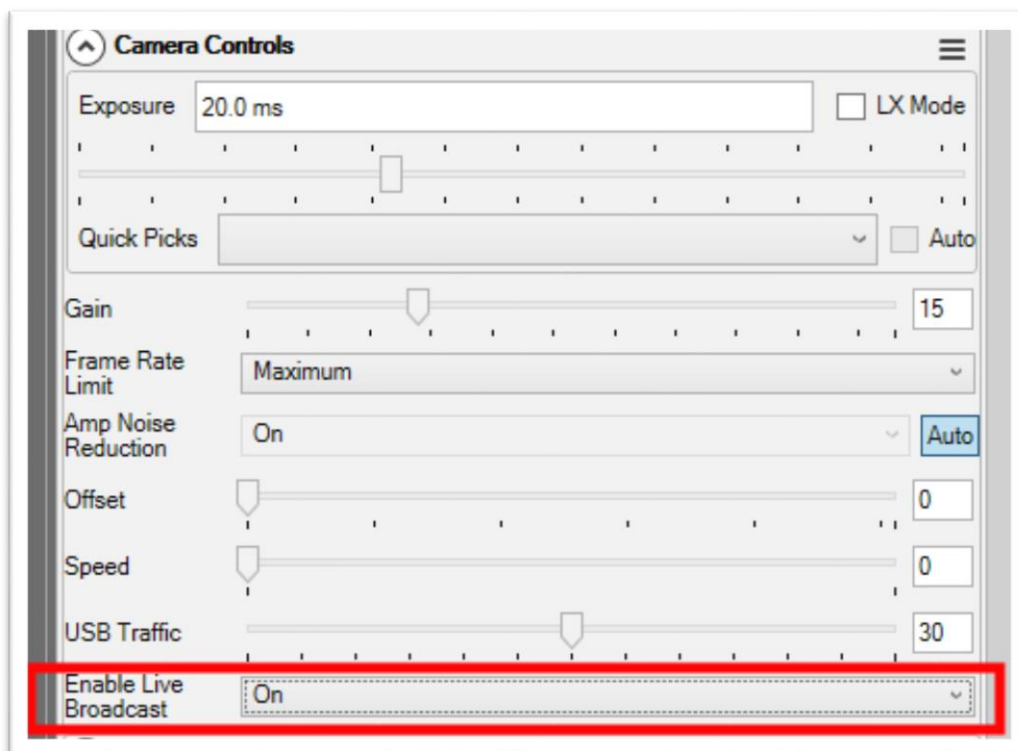 Camera Controls
Exposure 20.0 ms LX Mode
Quick Picks Auto
Gain 15
Frame Rate
Limit
Maximum
Amp Noise
Reduction
On Auto
Offset 0
Speed 0
USB Traffic 30
Enable Live
Broadcast
On